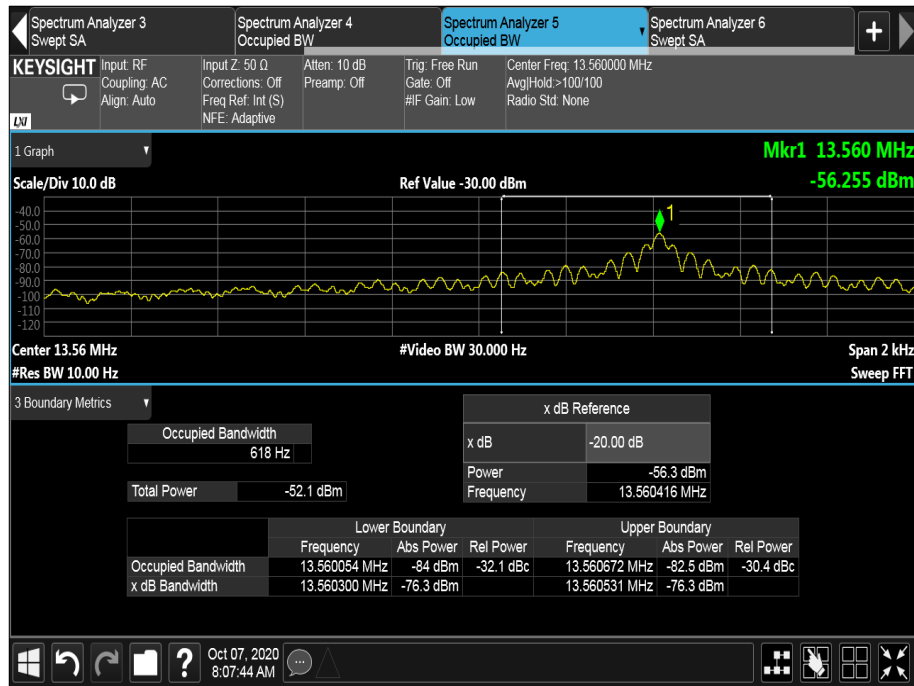 Spectrum Analyzer 3
Swept SA
Spectrum Analyzer 4
Occupied BW
Spectrum Analyzer 5
Occupied BW
Spectrum Analyzer 6
Swept SA
+
KEYSIGHT
LXI
Input: RF
Coupling: AC
Align: Auto
Input Z: 50 Ω
Corrections: Off
Freq Ref: Int (S)
NFE: Adaptive
Atten: 10 dB
Preamp: Off
Trig: Free Run
Gate: Off
#IF Gain: Low
Center Freq: 13.560000 MHz
Avg|Hold:>100/100
Radio Std: None
1 Graph
Mkr1 13.560 MHz
Scale/Div 10.0 dB
Ref Value -30.00 dBm
-56.255 dBm
1
-40.0
-50.0
-60.0
-70.0
-80.0
-90.0
-100
-110
-120
Center 13.56 MHz
#Video BW 30.000 Hz
Span 2 kHz
#Res BW 10.00 Hz
Sweep FFT
3 Boundary Metrics
Occupied Bandwidth
618 Hz
Total Power -52.1 dBm
x dB Reference
x dB -20.00 dB
Power -56.3 dBm
Frequency 13.560416 MHz
Lower Boundary Upper Boundary
Frequency Abs Power Rel Power Frequency Abs Power Rel Power
Occupied Bandwidth 13.560054 MHz -84 dBm -32.1 dBc 13.560672 MHz -82.5 dBm -30.4 dBc
x dB Bandwidth 13.560300 MHz -76.3 dBm 13.560531 MHz -76.3 dBm
?
Oct 07, 2020
8:07:44 AM